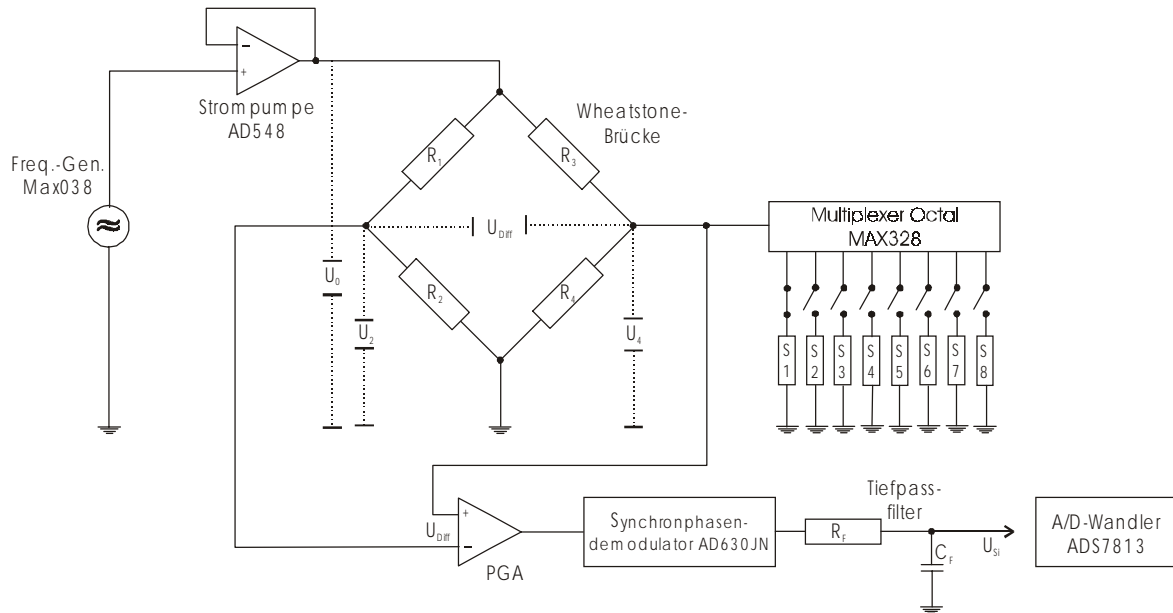 Strompumpe
AD548
Freq.-Gen.
Max038
Wheatstone-
Brücke
R1
R3
R2
R4
UDiff
U0
U2
U4
Multiplexer Octal
MAX328
S1
S2
S3
S4
S5
S6
S7
S8
UDiff
PGA
Synchronphasen-
demodulator AD630JN
RF
Tiefpass-
filter
CF
USi
A/D-Wandler
ADS7813